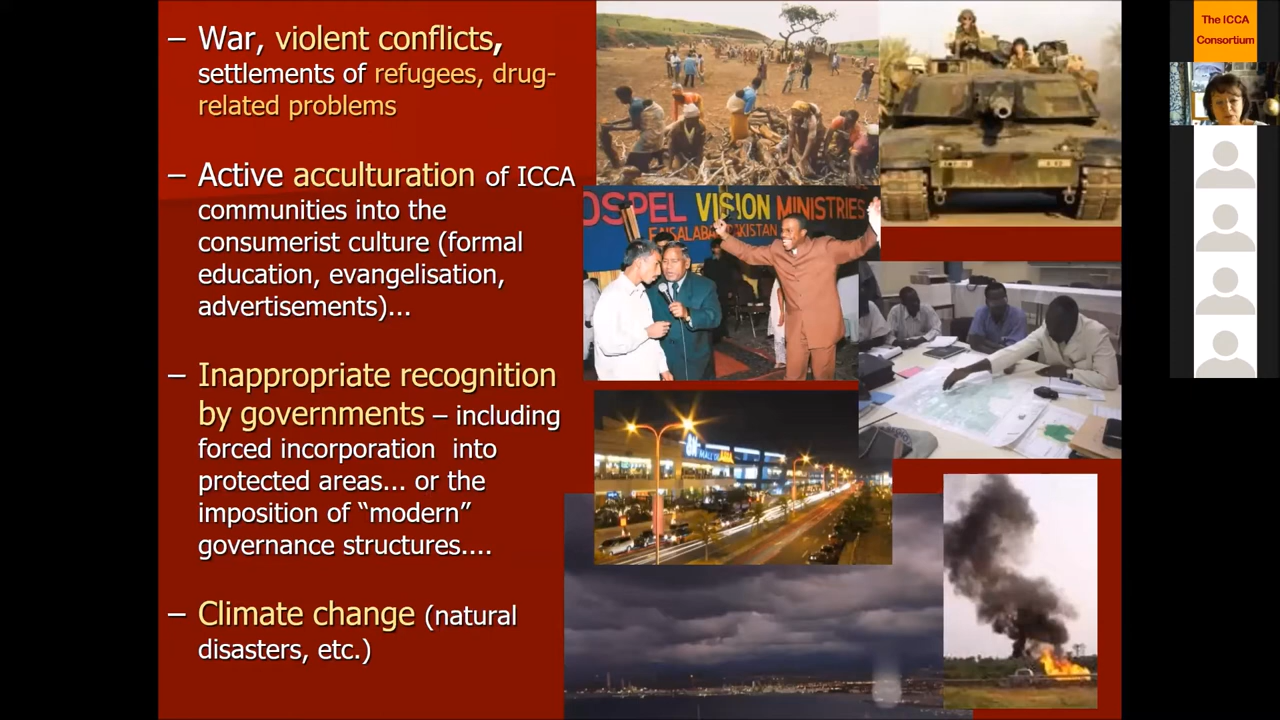 – War, violent conflicts,
settlements of refugees, drug-
related problems
– Active acculturation of ICCA
communities into the
consumerist culture (formal
education, evangelisation,
advertisements)...
– Inappropriate recognition
by governments – including
forced incorporation into
protected areas... or the
imposition of “modern”
governance structures....
– Climate change (natural
disasters, etc.)
OSPEL VISION MINISTRIES
The ICCA
Consortium